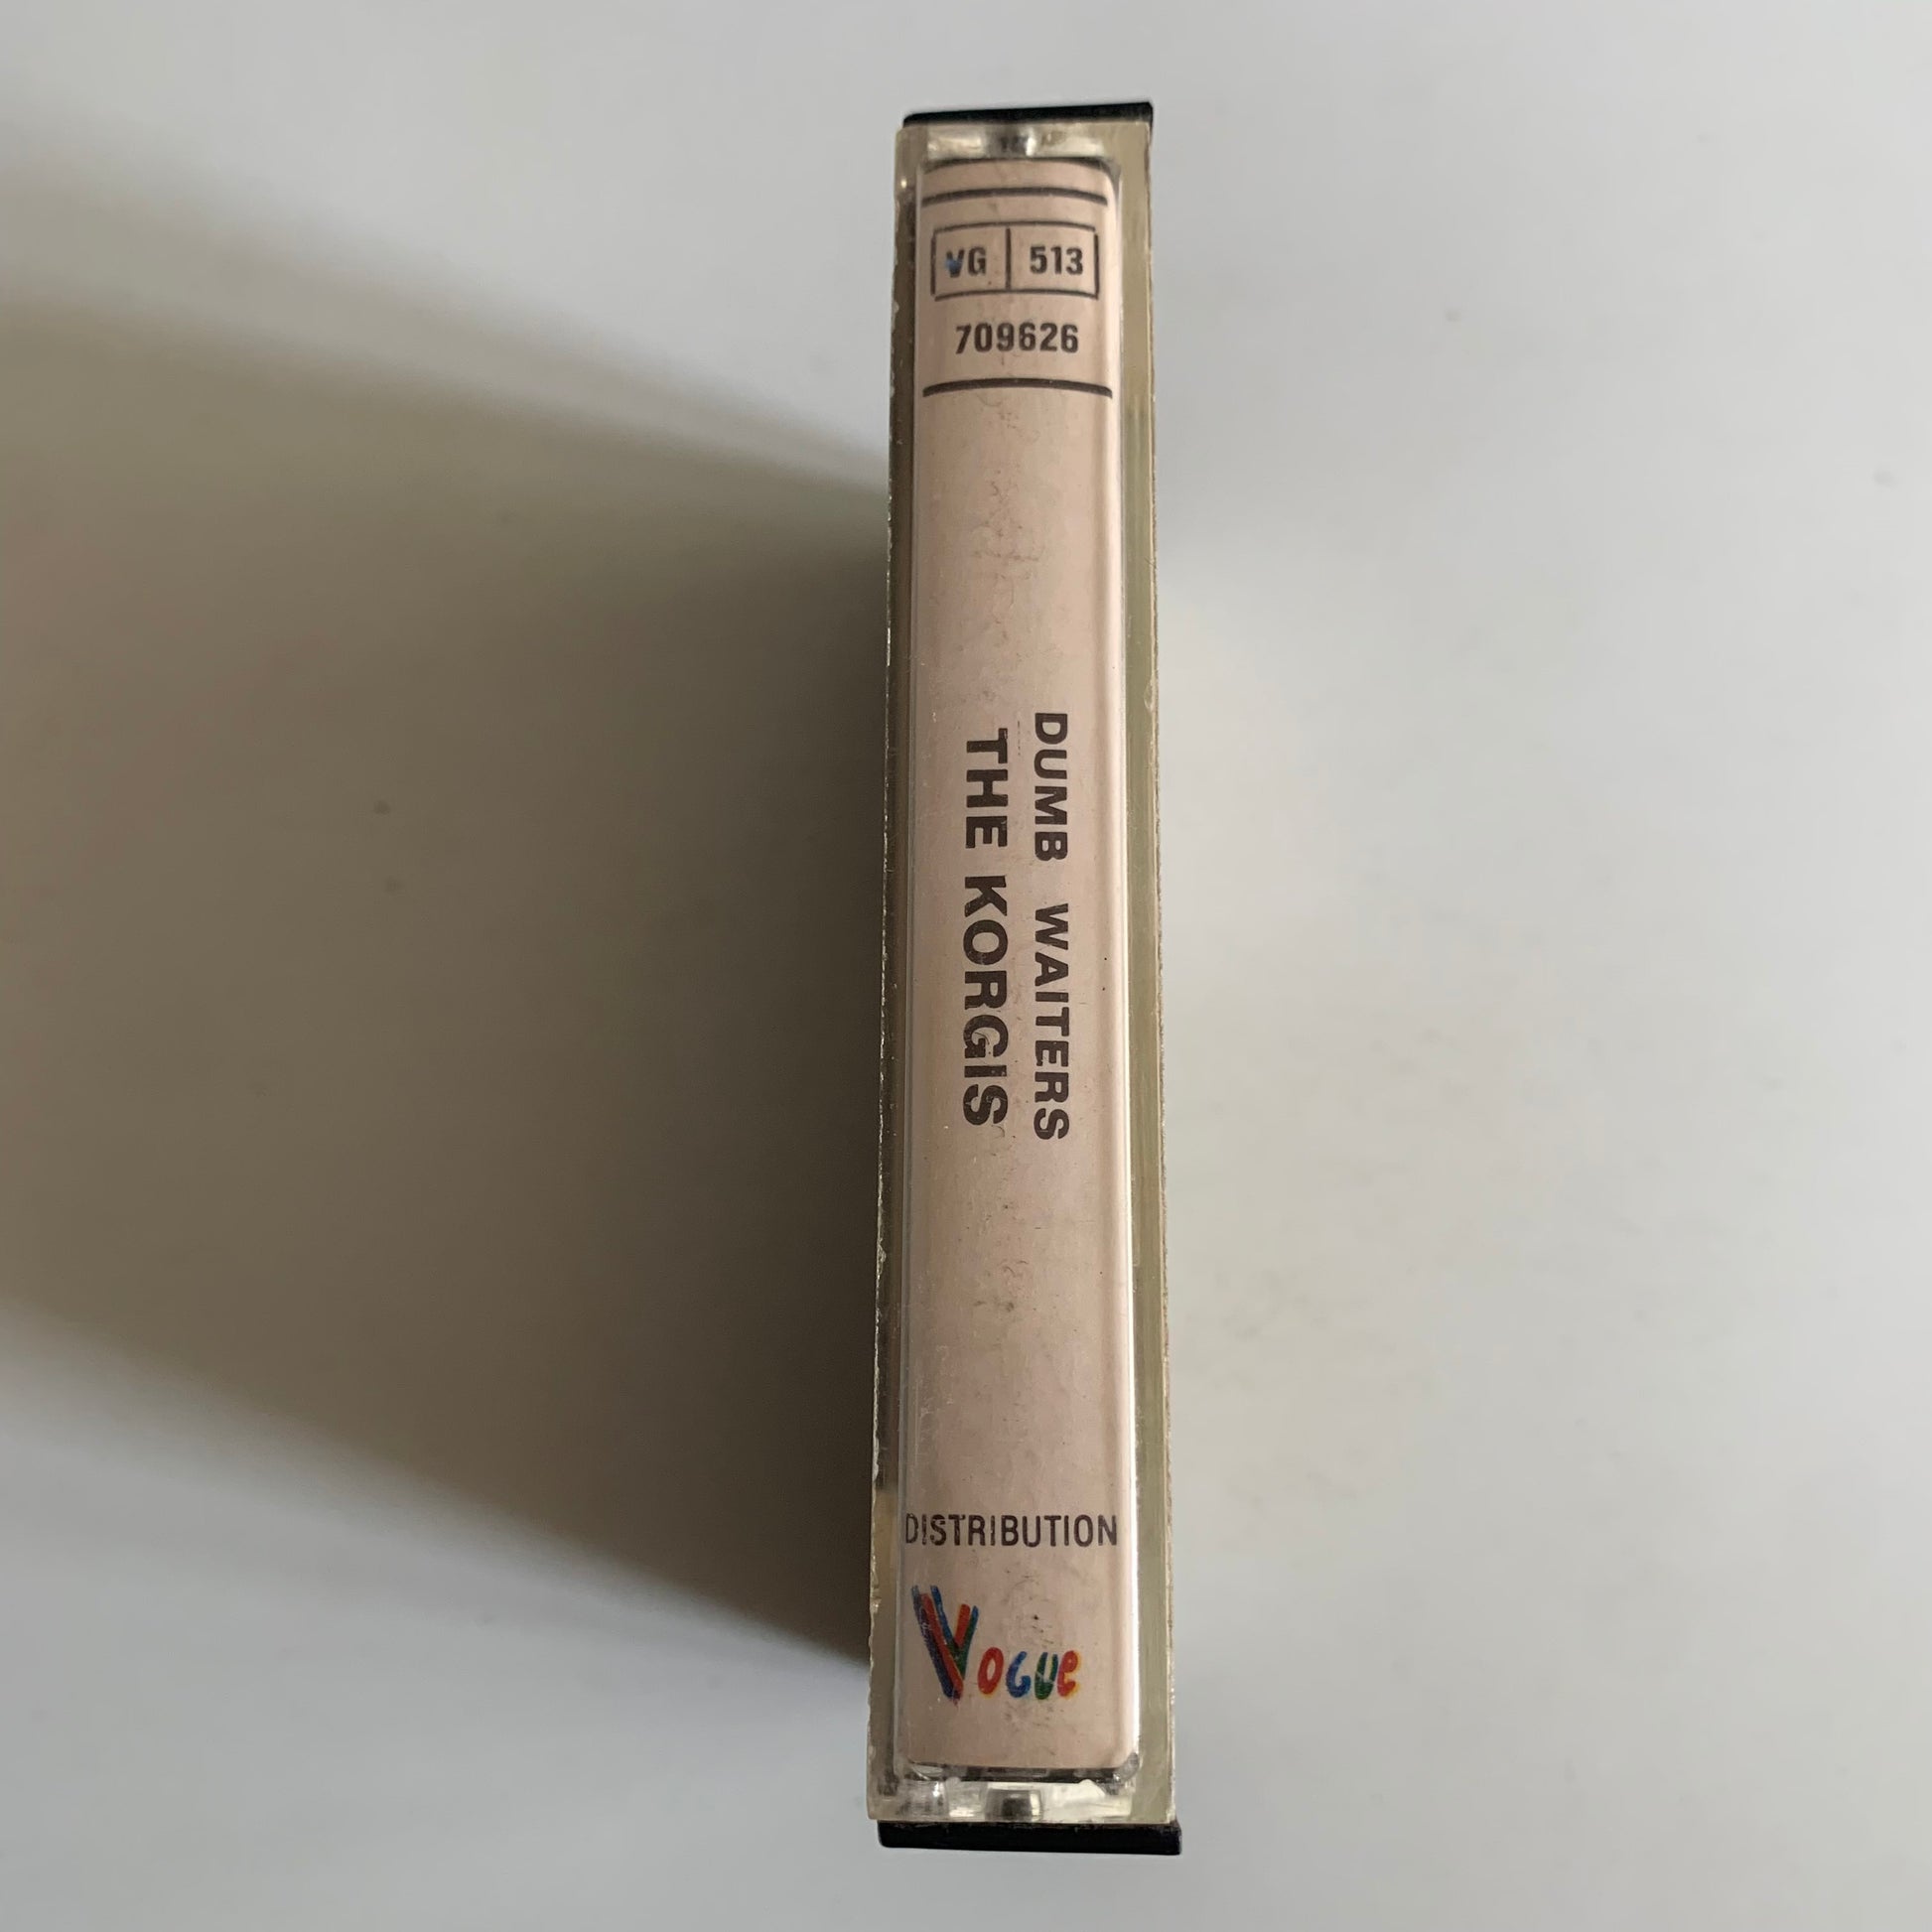 VG 513
709626
DUMB WAITERS
THE KORGIS
DISTRIBUTION
VOGUe